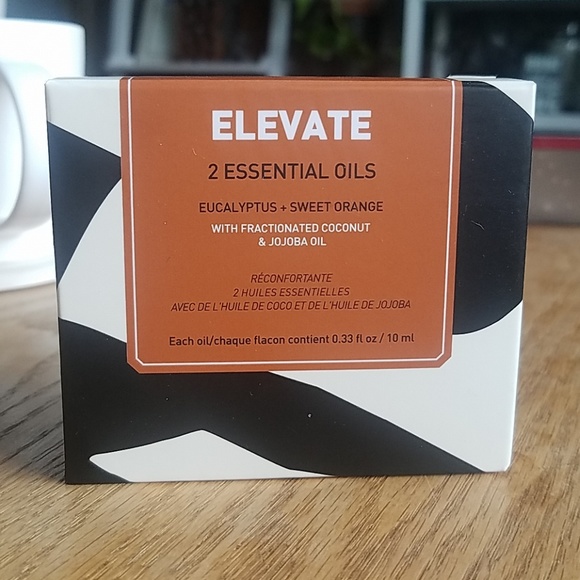 ELEVATE
2 ESSENTIAL OILS
EUCALYPTUS + SWEET ORANGE
WITH FRACTIONATED COCONUT
& JOJOBA OIL
RÉCONFORTANTE
2 HUILES ESSENTIELLES
AVEC DE L'HUILE DE COCO ET DE L'HUILE DE JOJOBA
Each oil/chaque flacon contient 0.33 fl oz / 10 ml